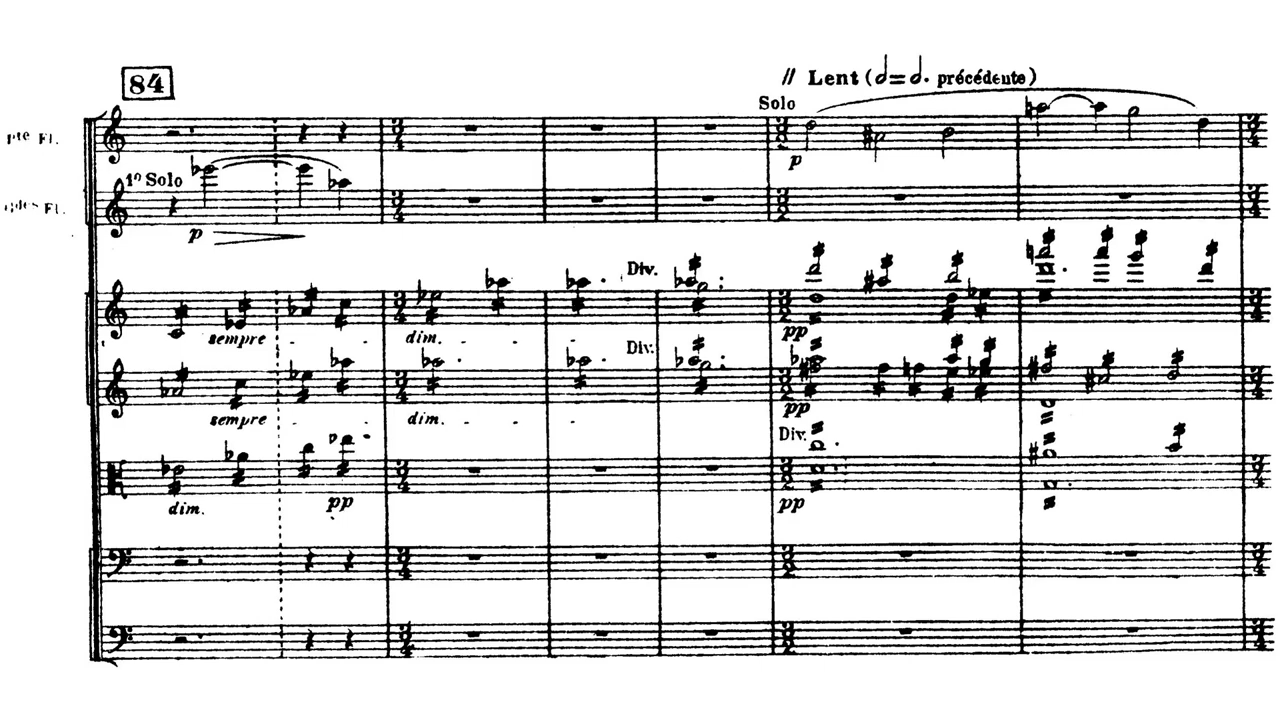 84
Lent (𝅗𝅥=𝅗𝅥. précédente)
Solo
pte Fl.
p
1º Solo
gdes Fl.
p
Div.
sempre dim. pp
Div.
sempre dim. pp
Div.
dim. pp pp